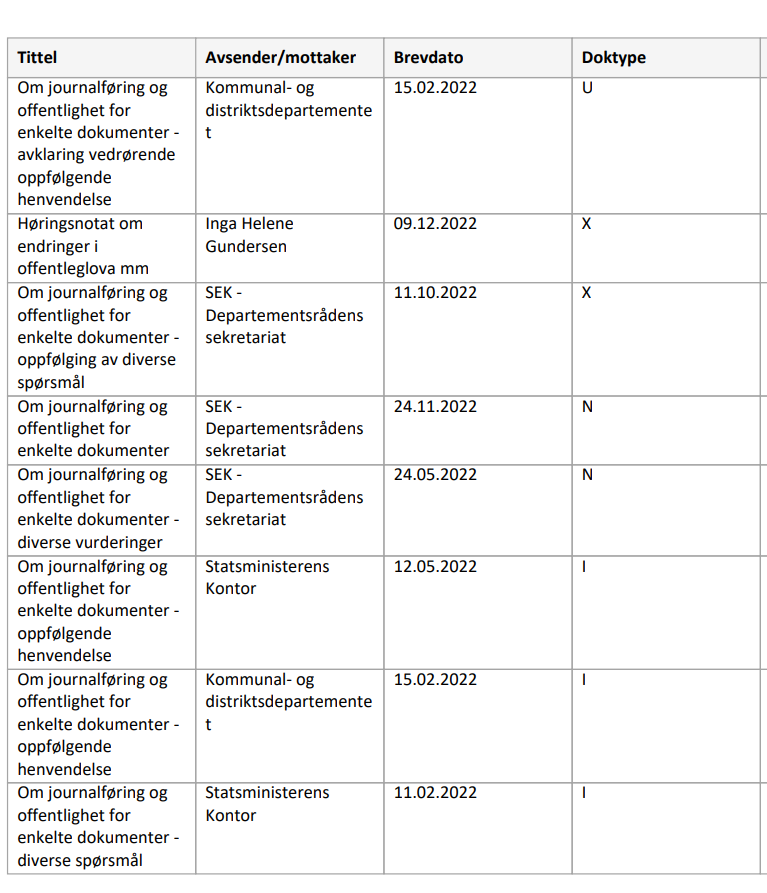 Tittel Avsender/mottaker Brevdato Doktype
Om journalføring og Kommunal- og 15.02.2022 U
offentlighet for distriktsdepartemente
enkelte dokumenter - t
avklaring vedrørende
oppfølgende
henvendelse
Høringsnotat om Inga Helene 09.12.2022 X
endringer i Gundersen
offentleglova mm
Om journalføring og SEK - 11.10.2022 X
offentlighet for Departementsrådens
enkelte dokumenter - sekretariat
oppfølging av diverse
spørsmål
Om journalføring og SEK - 24.11.2022 N
offentlighet for Departementsrådens
enkelte dokumenter sekretariat
Om journalføring og SEK - 24.05.2022 N
offentlighet for Departementsrådens
enkelte dokumenter - sekretariat
diverse vurderinger
Om journalføring og Statsministerens 12.05.2022 I
offentlighet for Kontor
enkelte dokumenter -
oppfølgende
henvendelse
Om journalføring og Kommunal- og 15.02.2022 I
offentlighet for distriktsdepartemente
enkelte dokumenter - t
oppfølgende
henvendelse
Om journalføring og Statsministerens 11.02.2022 I
offentlighet for Kontor
enkelte dokumenter -
diverse spørsmål